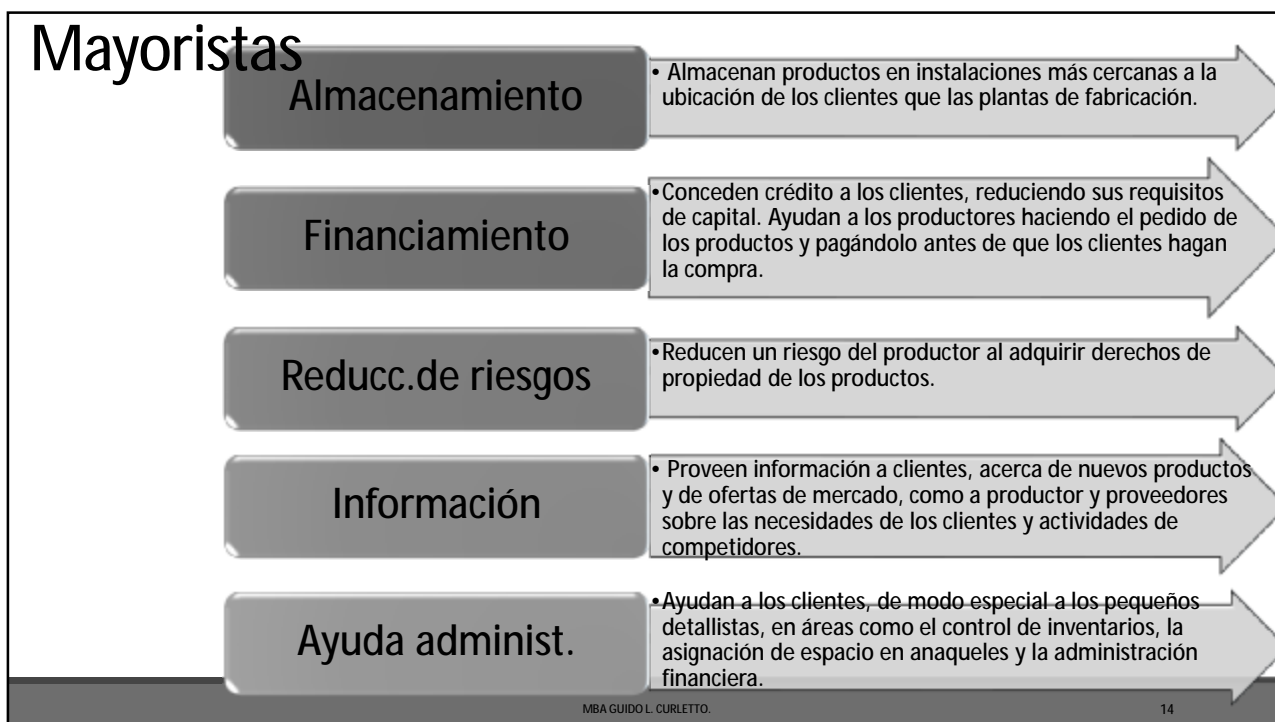 Mayoristas
Almacenamiento
• Almacenan productos en instalaciones más cercanas a la
ubicación de los clientes que las plantas de fabricación.
Financiamiento
•Conceden crédito a los clientes, reduciendo sus requisitos
de capital. Ayudan a los productores haciendo el pedido de
los productos y pagándolo antes de que los clientes hagan
la compra.
Reducc.de riesgos
•Reducen un riesgo del productor al adquirir derechos de
propiedad de los productos.
Información
• Proveen información a clientes, acerca de nuevos productos
y de ofertas de mercado, como a productor y proveedores
sobre las necesidades de los clientes y actividades de
competidores.
Ayuda administ.
•Ayudan a los clientes, de modo especial a los pequeños
detallistas, en áreas como el control de inventarios, la
asignación de espacio en anaqueles y la administración
financiera.
MBA GUIDO L. CURLETTO.
14